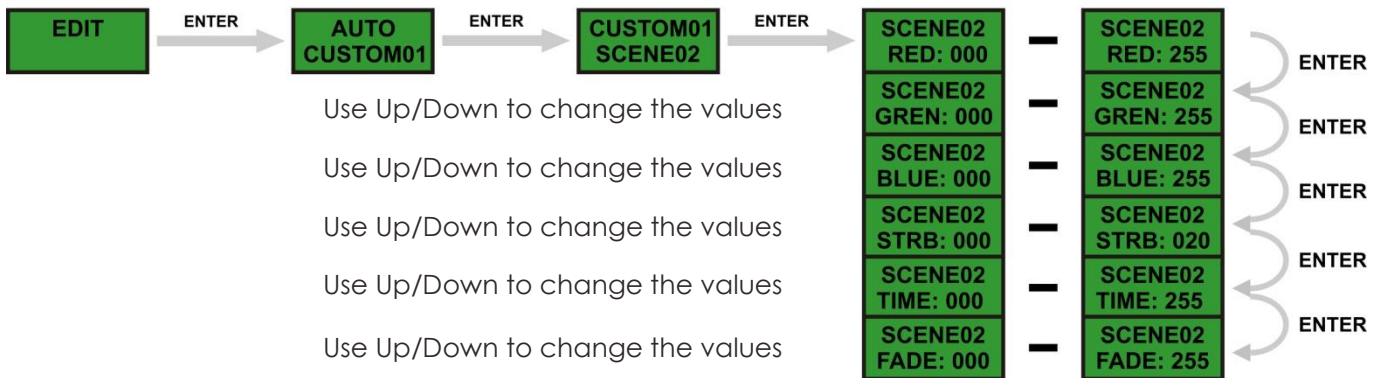 EDIT ENTER AUTO ENTER CUSTOM01 ENTER SCENE02 - SCENE02
CUSTOM01 SCENE02 RED: 000 RED: 255
ENTER
SCENE02 - SCENE02
Use Up/Down to change the values GREN: 000 GREN: 255
ENTER
SCENE02 - SCENE02
Use Up/Down to change the values BLUE: 000 BLUE: 255
ENTER
SCENE02 - SCENE02
Use Up/Down to change the values STRB: 000 STRB: 020
ENTER
SCENE02 - SCENE02
Use Up/Down to change the values TIME: 000 TIME: 255
ENTER
SCENE02 - SCENE02
Use Up/Down to change the values FADE: 000 FADE: 255